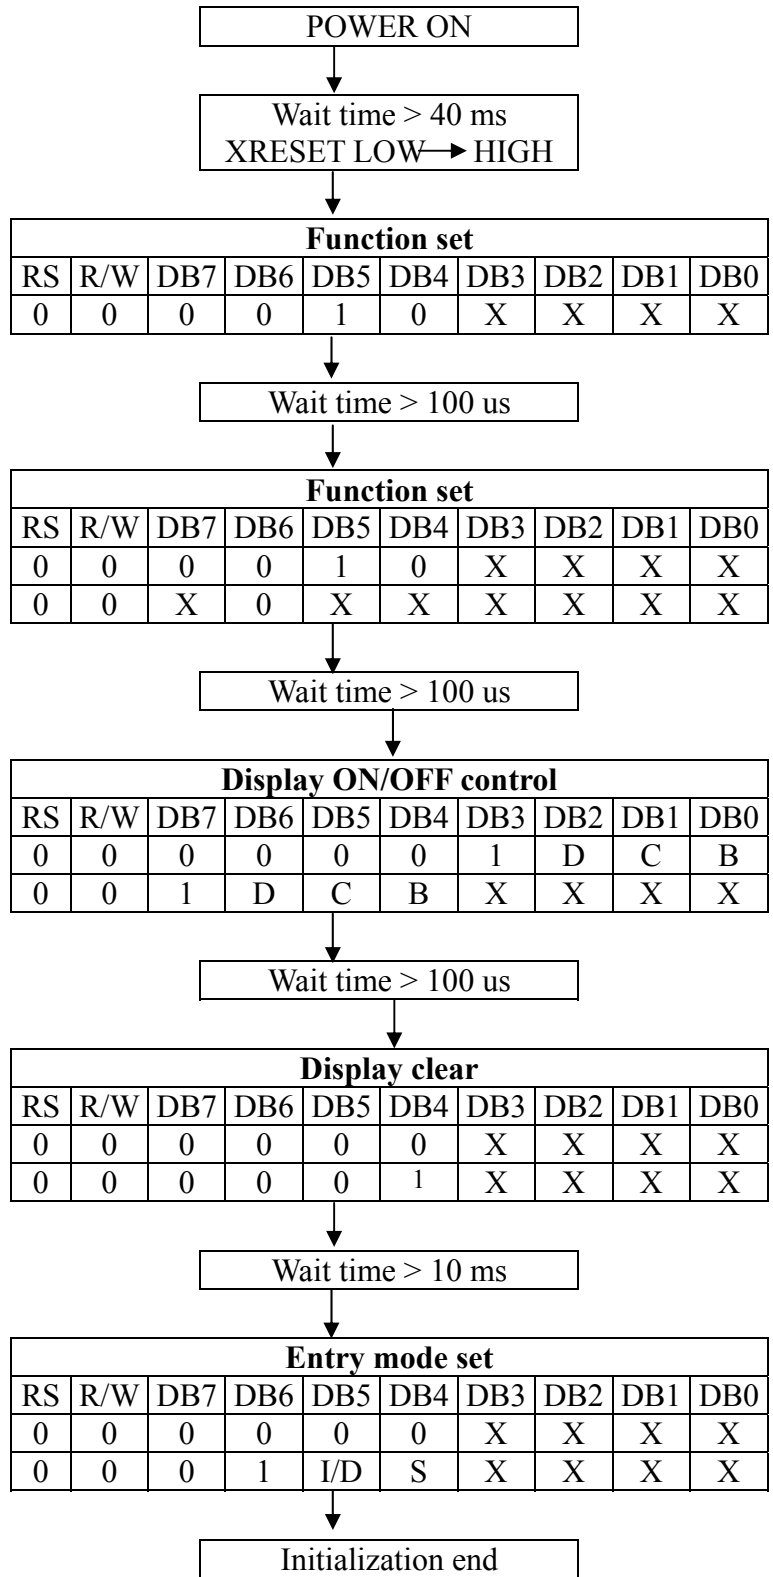 POWER ON
Wait time > 40 ms
XRESET LOW → HIGH
Function set
RS R/W DB7 DB6 DB5 DB4 DB3 DB2 DB1 DB0
0 0 0 0 1 0 X X X X
Wait time > 100 us
Function set
RS R/W DB7 DB6 DB5 DB4 DB3 DB2 DB1 DB0
0 0 0 0 1 0 X X X X
0 0 X 0 X X X X X X
Wait time > 100 us
Display ON/OFF control
RS R/W DB7 DB6 DB5 DB4 DB3 DB2 DB1 DB0
0 0 0 0 0 0 1 D C B
0 0 1 D C B X X X X
Wait time > 100 us
Display clear
RS R/W DB7 DB6 DB5 DB4 DB3 DB2 DB1 DB0
0 0 0 0 0 0 X X X X
0 0 0 0 0 1 X X X X
Wait time > 10 ms
Entry mode set
RS R/W DB7 DB6 DB5 DB4 DB3 DB2 DB1 DB0
0 0 0 0 0 0 X X X X
0 0 0 1 I/D S X X X X
Initialization end